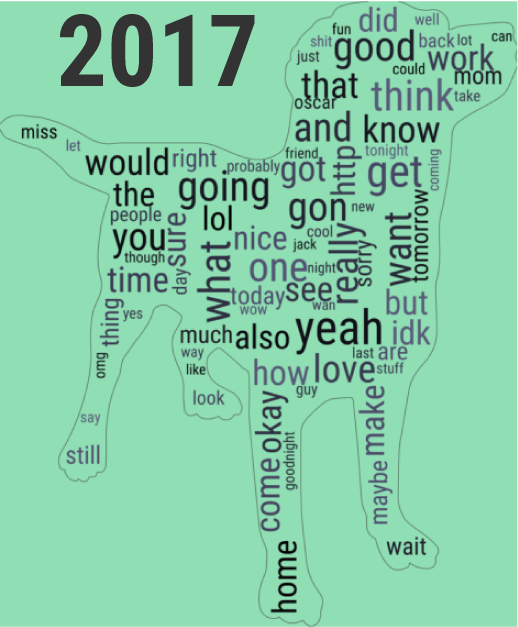 2017
did
well
fun
shit
good
back
lot
can
just
could
work
mom
that
think
take
oscar
and
know
miss
let
would
right
probably
friend
got
http
tonight
get
coming
the
going
gon
new
people
lol
you
sure
what
nice
cool
jack
really
sorry
want
tomorrow
though
time
day
one
night
today
see
wan
wow
but
thing
yes
much
also
yeah
idk
way
last
are
omg
like
how
love
stuff
look
guy
say
okay
make
still
come
goodnight
maybe
wait
home